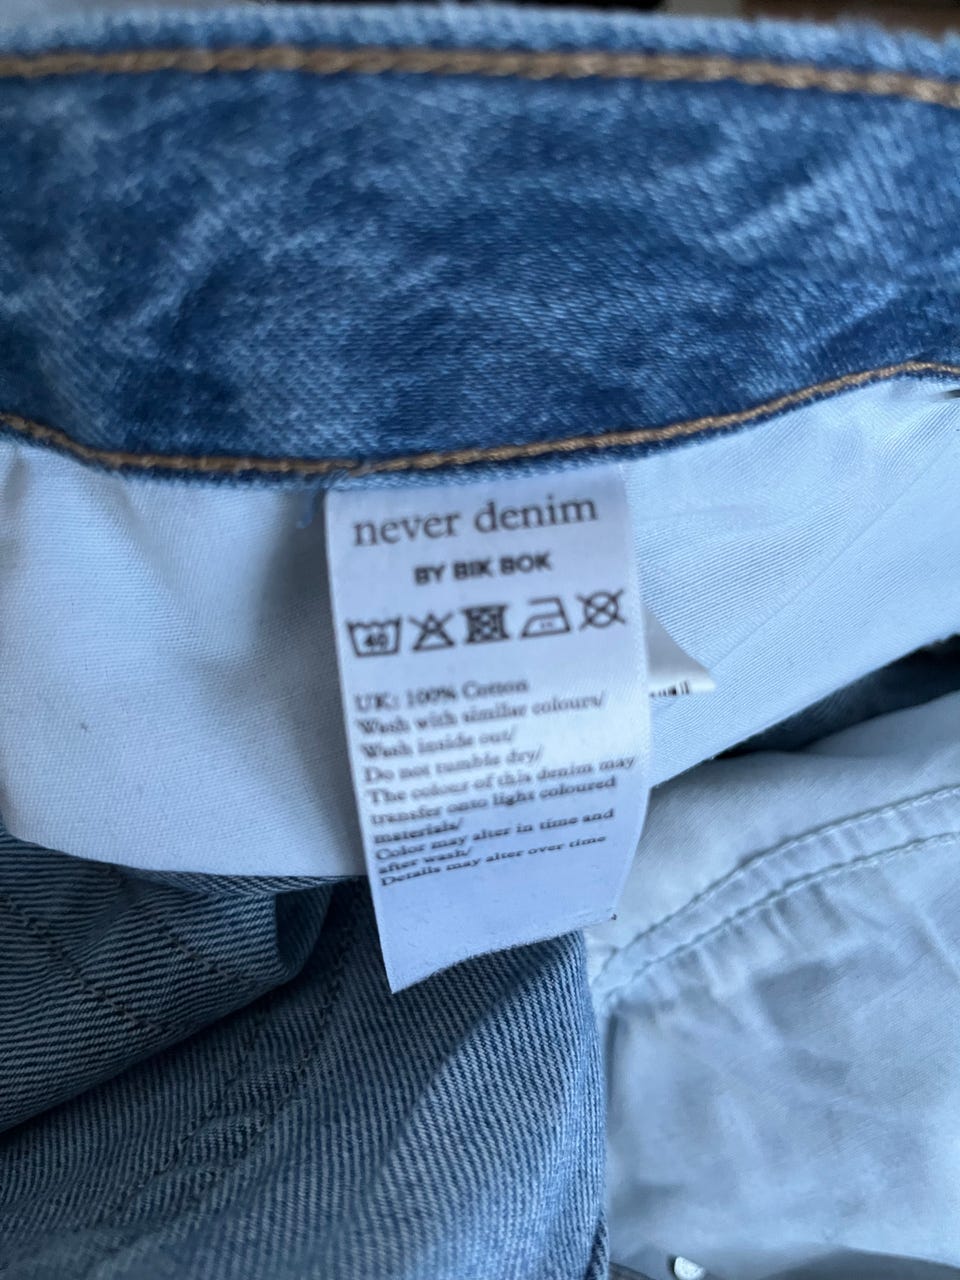 never denim
BY BIK BOK
40
UK: 100% Cotton
Wash with similar colours/
Wash inside out/
Do not tumble dry/
The colour of this denim may
transfer onto light coloured
materials/
Color may alter in time and
after wash/
Details may alter over time